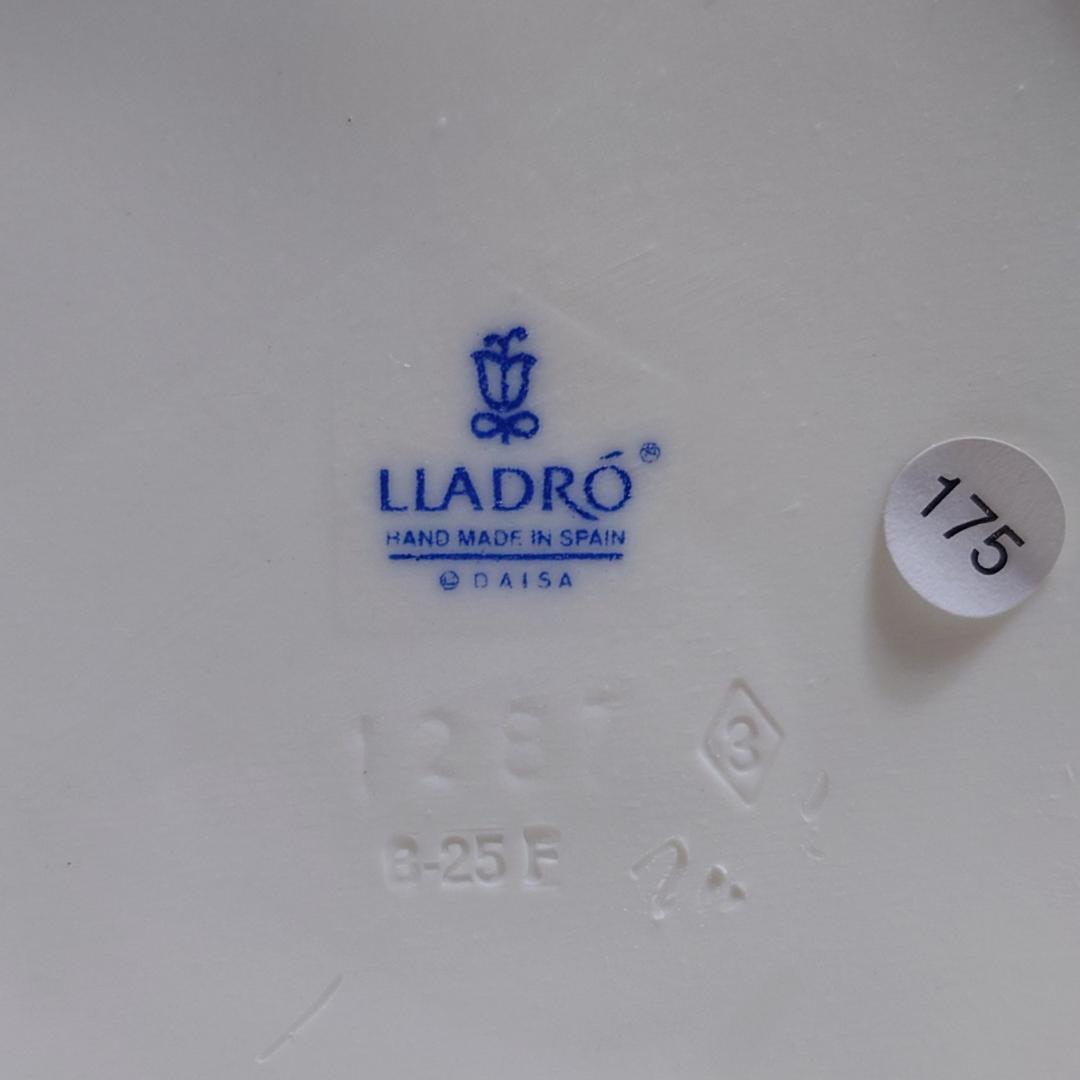 LLADRÓ®
HAND MADE IN SPAIN
© DAISA
175
3
B-25 F